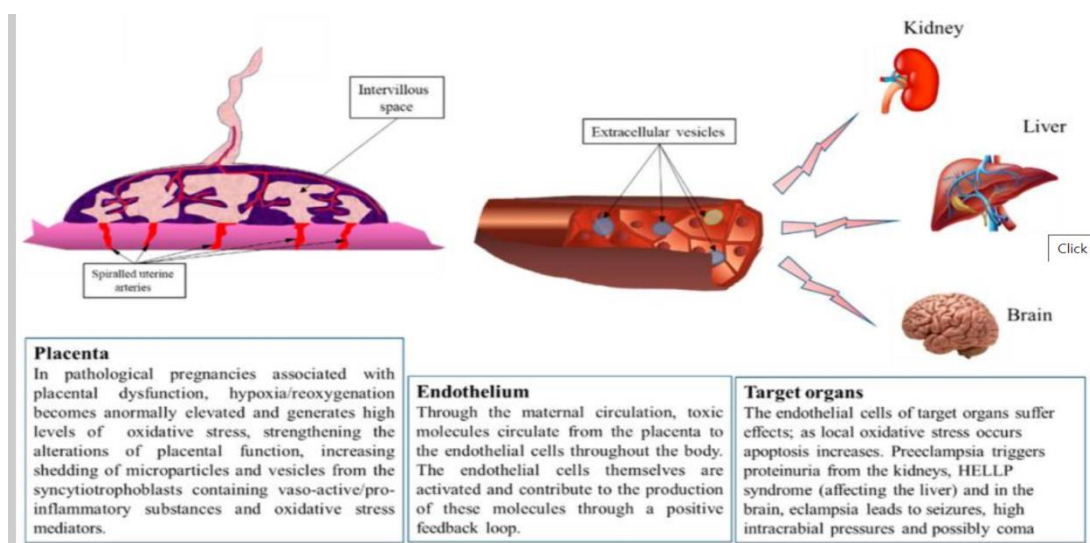 Kidney
Intervillous
space
Extracellular vesicles
Liver
Click
Spiralled uterine
arteries
Brain
Placenta
In pathological pregnancies associated with
placental dysfunction, hypoxia/reoxygenation
becomes anormally elevated and generates high
levels of oxidative stress, strengthening the
alterations of placental function, increasing
shedding of microparticles and vesicles from the
syncytiotrophoblasts containing vaso-active/pro-
inflammatory substances and oxidative stress
mediators.
Endothelium
Through the maternal circulation, toxic
molecules circulate from the placenta to
the endothelial cells throughout the body.
The endothelial cells themselves are
activated and contribute to the production
of these molecules through a positive
feedback loop.
Target organs
The endothelial cells of target organs suffer
effects; as local oxidative stress occurs
apoptosis increases. Preeclampsia triggers
proteinuria from the kidneys, HELLP
syndrome (affecting the liver) and in the
brain, eclampsia leads to seizures, high
intracrabial pressures and possibly coma